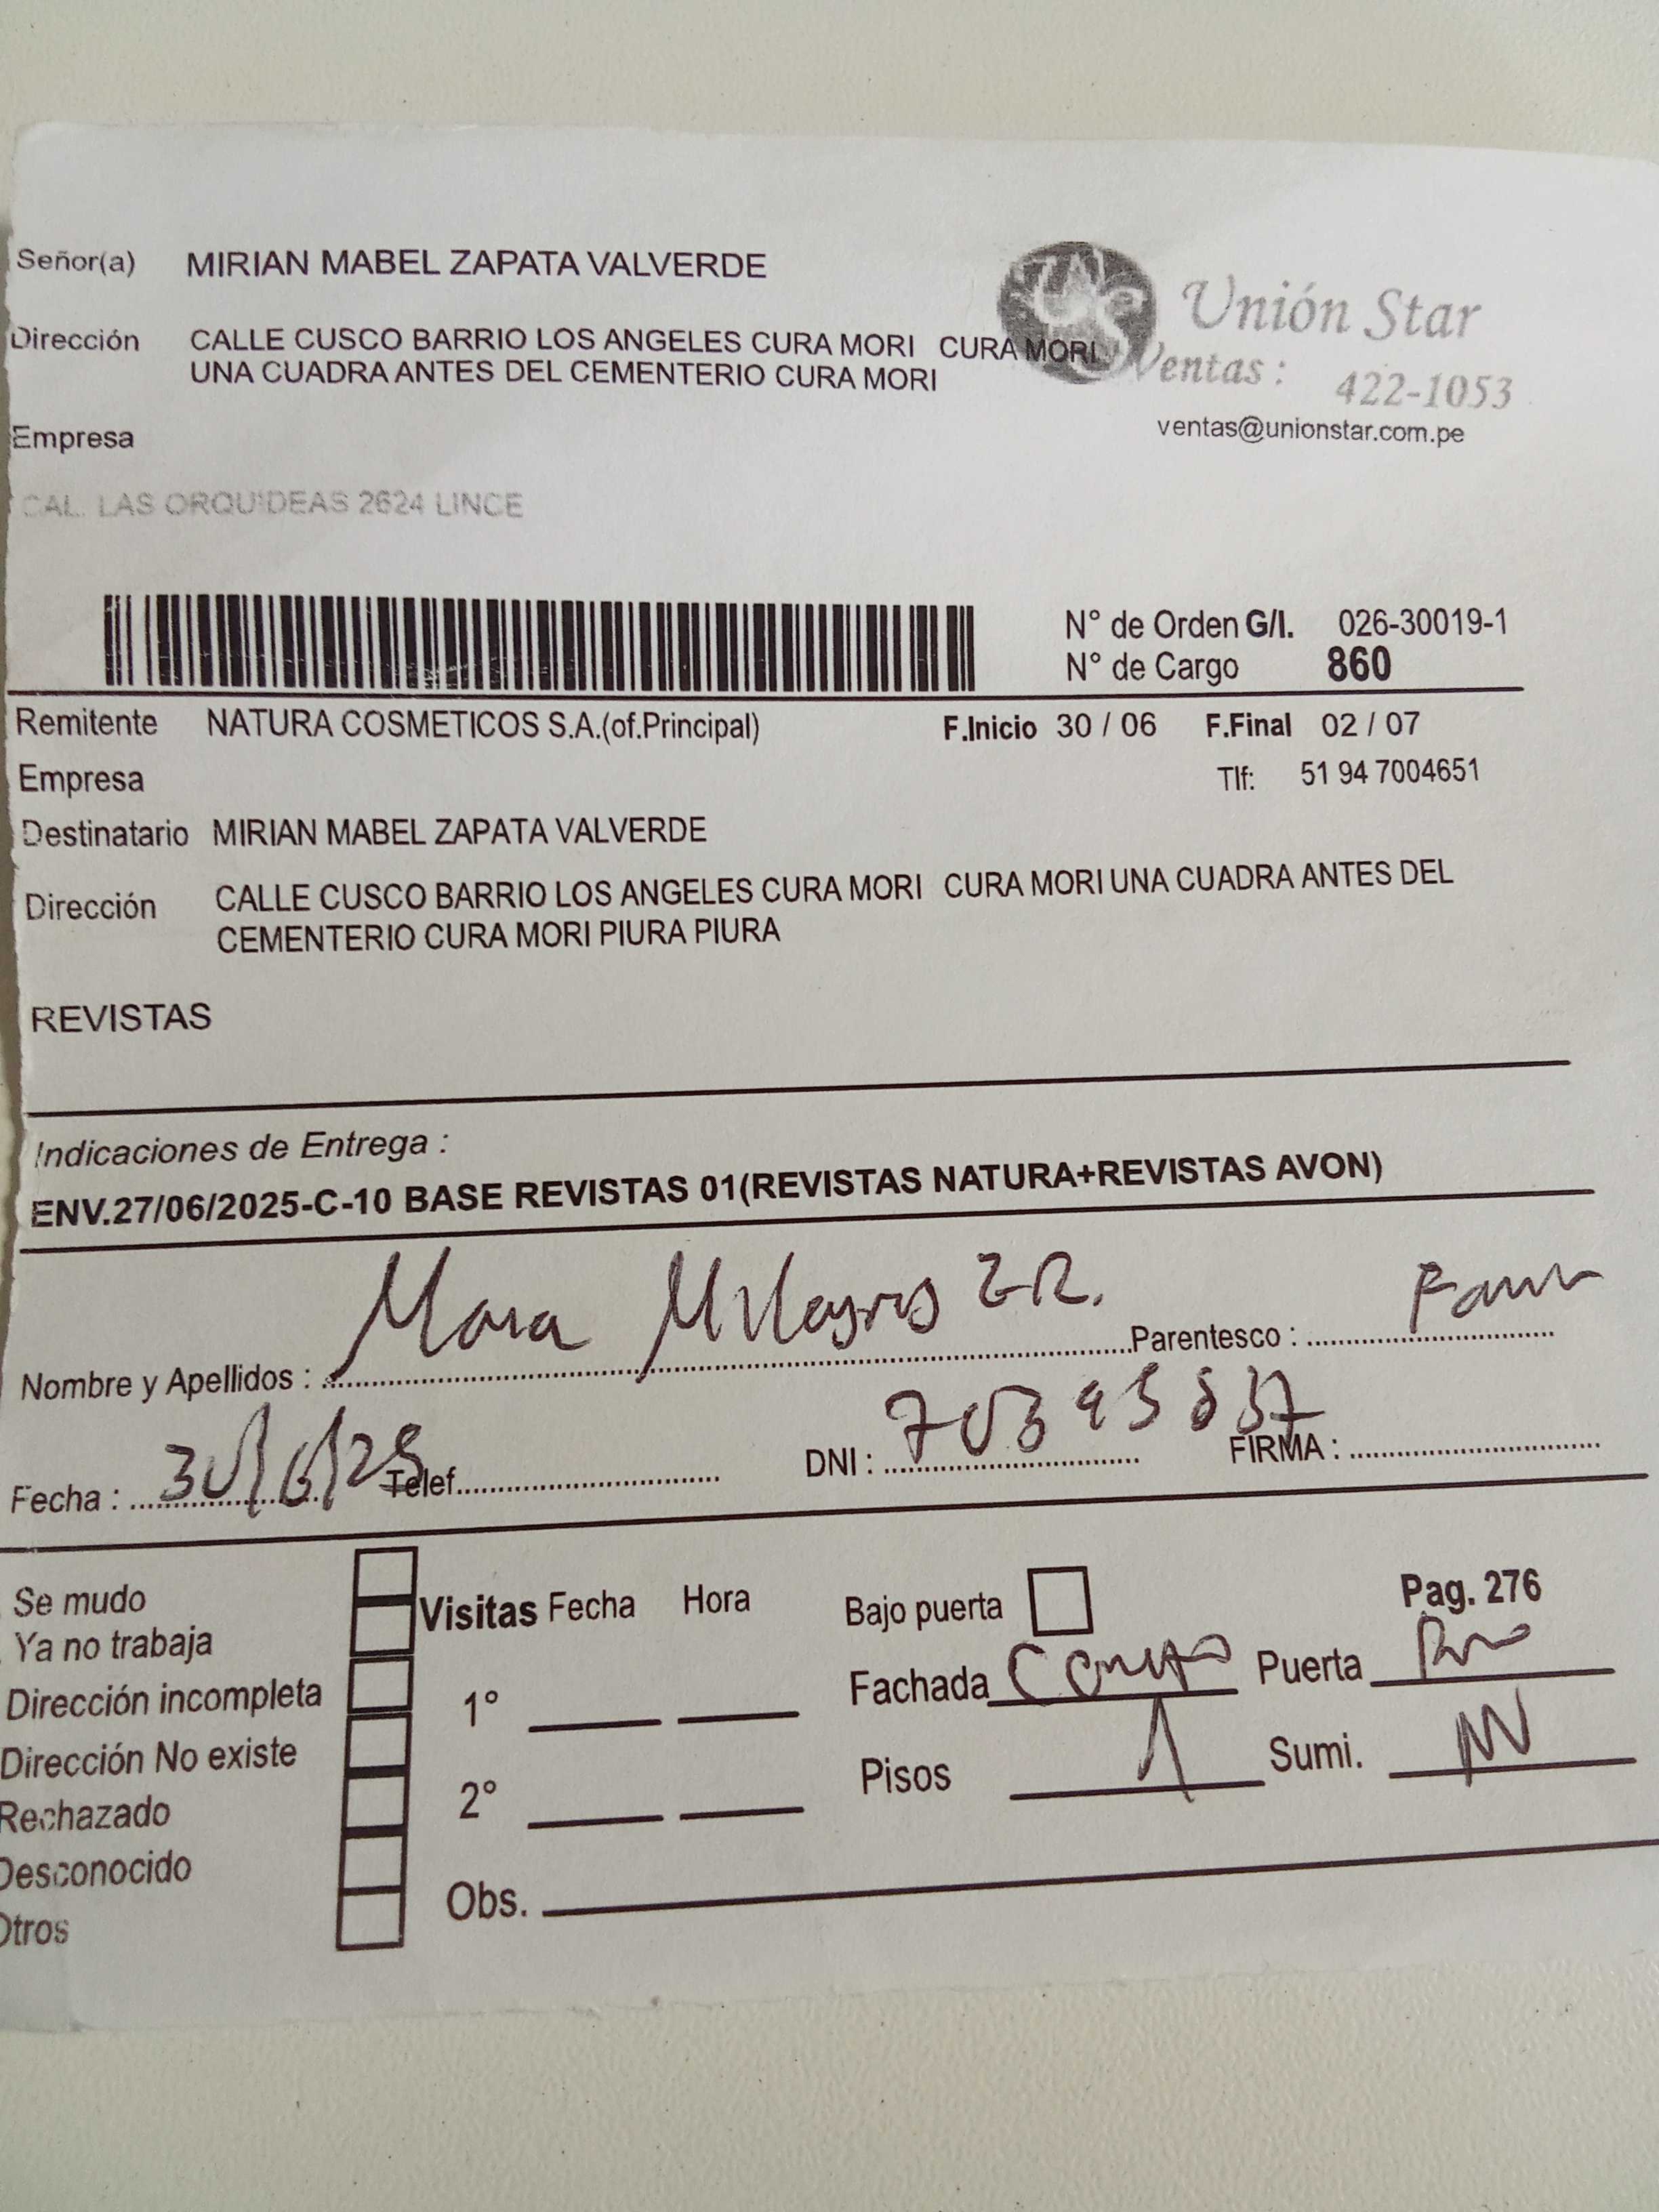 Señor(a) MIRIAN MABEL ZAPATA VALVERDE
Dirección CALLE CUSCO BARRIO LOS ANGELES CURA MORI CURA MORI
UNA CUADRA ANTES DEL CEMENTERIO CURA MORI
Unión Star
Ventas : 422-1053
ventas@unionstar.com.pe
Empresa
CAL. LAS ORQUIDEAS 2624 LINCE
N° de Orden G/I. 026-30019-1
N° de Cargo 860
Remitente NATURA COSMETICOS S.A.(of.Principal) F.Inicio 30 / 06 F.Final 02 / 07
Empresa Tlf: 51 94 7004651
Destinatario MIRIAN MABEL ZAPATA VALVERDE
Dirección CALLE CUSCO BARRIO LOS ANGELES CURA MORI CURA MORI UNA CUADRA ANTES DEL
CEMENTERIO CURA MORI PIURA PIURA
REVISTAS
Indicaciones de Entrega :
ENV.27/06/2025-C-10 BASE REVISTAS 01(REVISTAS NATURA+REVISTAS AVON)
Nombre y Apellidos : Milagros Z.R. Parentesco :
Fecha : 30/6/25 Telef. DNI : FIRMA :
Se mudo
Ya no trabaja
Dirección incompleta
Dirección No existe
Rechazado
Desconocido
Otros
Visitas Fecha Hora
1°
2°
Obs.
Bajo puerta Pag. 276
Fachada Puerta
Pisos 1 Sumi.